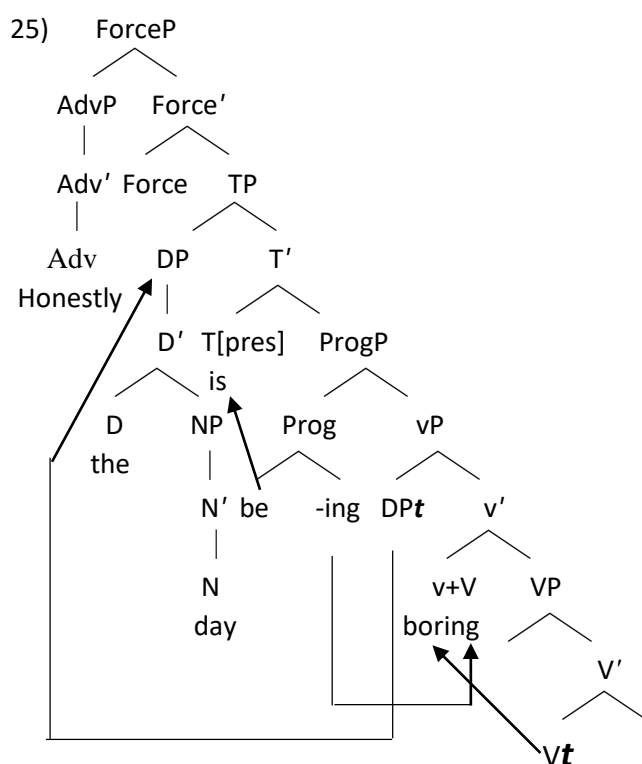 25) ForceP
AdvP Force′
Adv′ Force TP
Adv DP T′
Honestly
D′ T[pres] ProgP
is
D NP Prog vP
the
N′ be -ing DPt v′
N v+V VP
day boring
V′
Vt